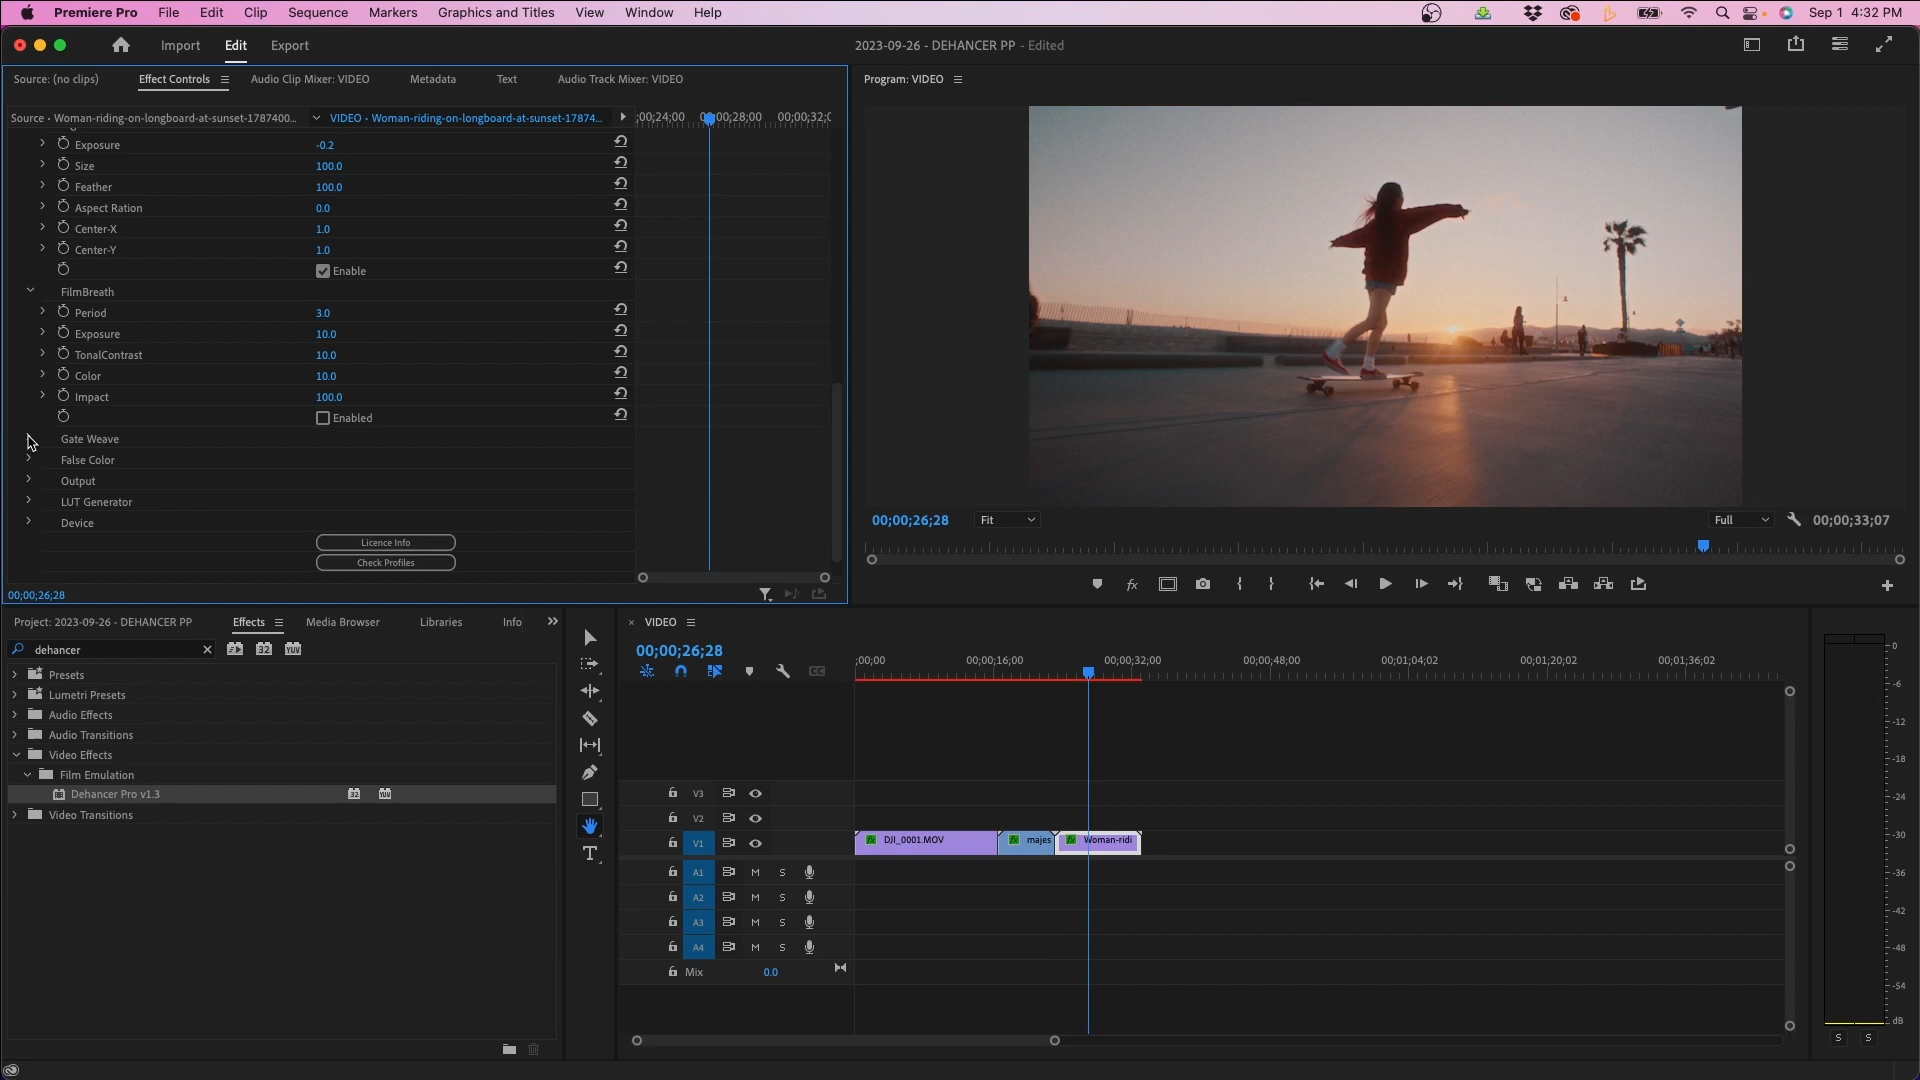 Premiere Pro File Edit Clip Sequence Markers Graphics and Titles View Window Help Sep 1 4:32 PM
Import Edit Export 2023-09-26 - DEHANCER PP - Edited
Source: (no clips) Effect Controls Audio Clip Mixer: VIDEO Metadata Text Audio Track Mixer: VIDEO
Source • Woman-riding-on-longboard-at-sunset-1787400... VIDEO • Woman-riding-on-longboard-at-sunset-17874...
Exposure -0.2
Size 100.0
Feather 100.0
Aspect Ration 0.0
Center-X 1.0
Center-Y 1.0
Enable
FilmBreath
Period 3.0
Exposure 10.0
TonalContrast 10.0
Color 10.0
Impact 100.0
Enabled
Gate Weave
False Color
Output
LUT Generator
Device
Licence Info
Check Profiles
00;00;26;28
Program: VIDEO
00;00;26;28 Fit Full 00;00;33;07
Project: 2023-09-26 - DEHANCER PP Effects Media Browser Libraries Info
dehancer 32 YUV
Presets
Lumetri Presets
Audio Effects
Audio Transitions
Video Effects
Film Emulation
Dehancer Pro v1.3 32 YUV
Video Transitions
VIDEO
00;00;26;28
;00;00 00;00;16;00 00;00;32;00 00;00;48;00 00;01;04;02 00;01;20;02 00;01;36;02
V3
V2
V1 fx DJI_0001.MOV fx majes fx Woman-ridi
A1 M S
A2 M S
A3 M S
A4 M S
Mix 0.0
0
-6
-12
-18
-24
-30
-36
-42
-48
-54
dB
S S